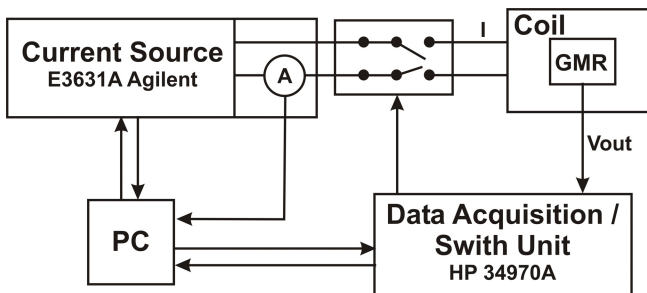 Current Source
E3631A Agilent
A
I
Coil
GMR
Vout
PC
Data Acquisition /
Swith Unit
HP 34970A